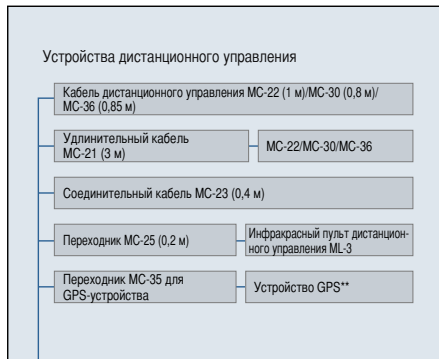 Устройства дистанционного управления
Кабель дистанционного управления MC-22 (1 м)/MC-30 (0,8 м)/
MC-36 (0,85 м)
Удлинительный кабель
MC-21 (3 м)
MC-22/MC-30/MC-36
Соединительный кабель MC-23 (0,4 м)
Переходник MC-25 (0,2 м)
Инфракрасный пульт дистанцион-
ного управления ML-3
Переходник MC-35 для
GPS-устройства
Устройство GPS**